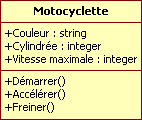 Motocyclette
+Couleur : string
+Cylindrée : integer
+Vitesse maximale : integer
+Démarrer()
+Accélérer()
+Freiner()